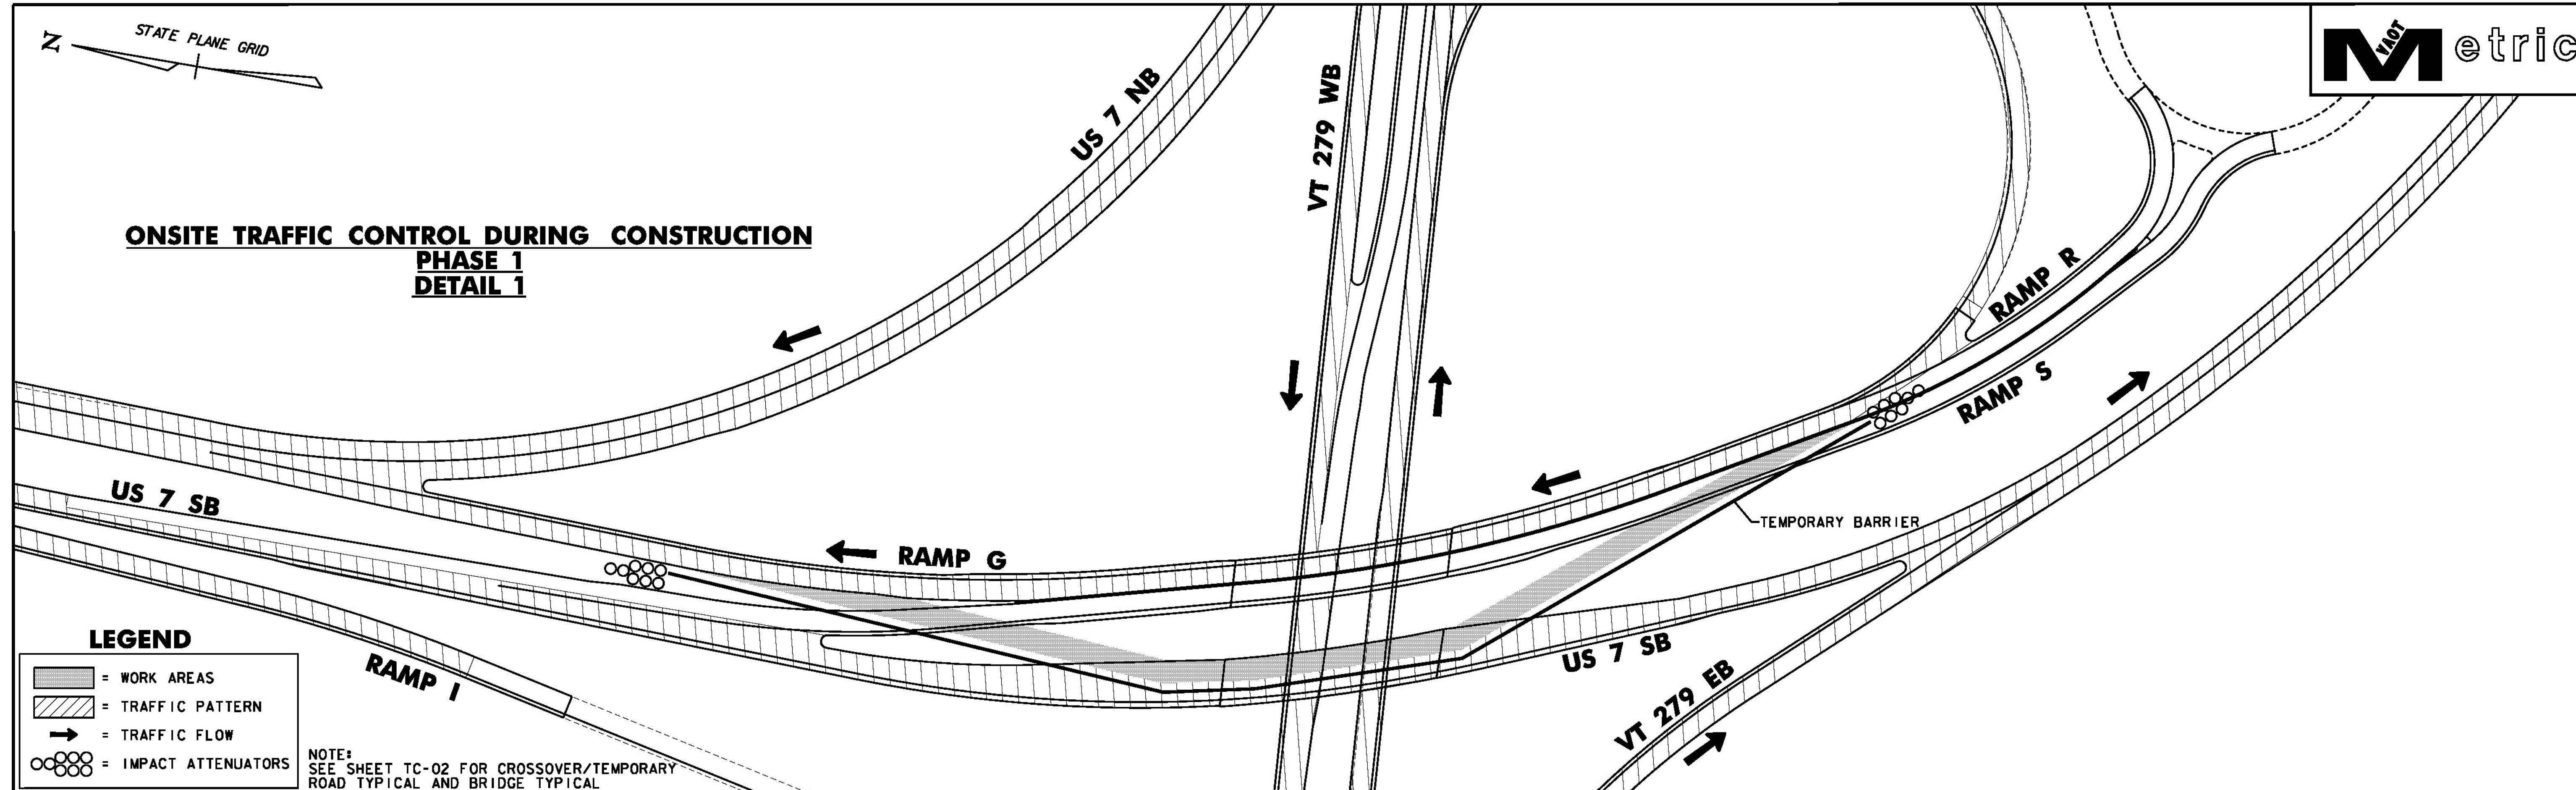 N
STATE PLANE GRID
ONSITE TRAFFIC CONTROL DURING CONSTRUCTION
PHASE 1
DETAIL 1
US 7 NB
VT 279 WB
VAOT
Metric
RAMP R
RAMP S
TEMPORARY BARRIER
US 7 SB
RAMP G
US 7 SB
VT 279 EB
RAMP I
LEGEND
= WORK AREAS
= TRAFFIC PATTERN
= TRAFFIC FLOW
= IMPACT ATTENUATORS
NOTE:
SEE SHEET TC-02 FOR CROSSOVER/TEMPORARY
ROAD TYPICAL AND BRIDGE TYPICAL